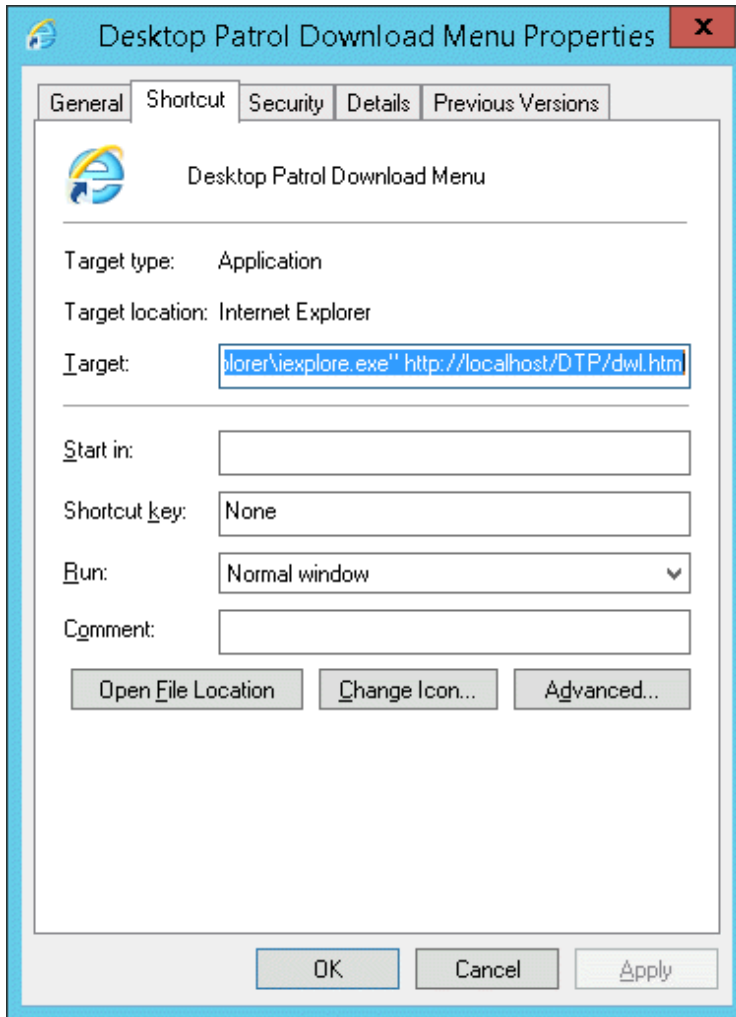 Desktop Patrol Download Menu Properties x
General Shortcut Security Details Previous Versions
Desktop Patrol Download Menu
Target type: Application
Target location: Internet Explorer
Target: plorer\iexplore.exe" http://localhost/DTP/dwl.htm
Start in:
Shortcut key: None
Run: Normal window
Comment:
Open File Location Change Icon... Advanced...
OK Cancel Apply